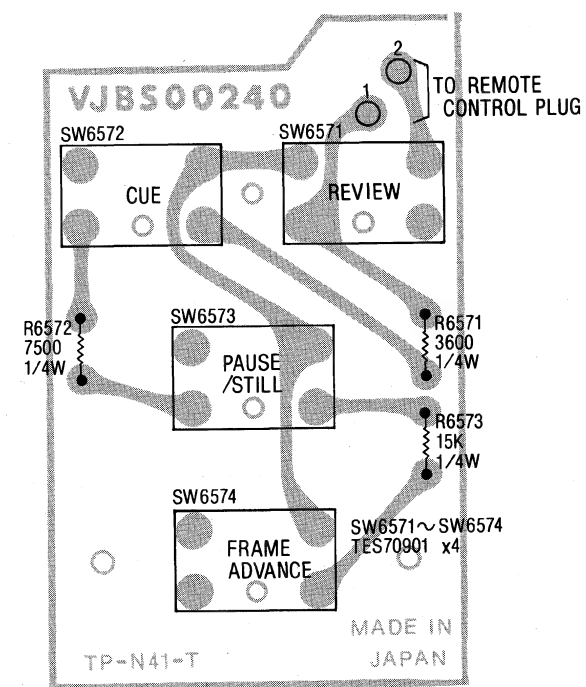 2
1
TO REMOTE
CONTROL PLUG
VJBS00240
SW6572
SW6571
CUE
REVIEW
SW6573
R6572
7500
1/4W
PAUSE
/STILL
R6571
3600
1/4W
R6573
15K
1/4W
SW6574
FRAME
ADVANCE
SW6571~SW6574
TES70901 x4
MADE IN
JAPAN
TP-N41-T